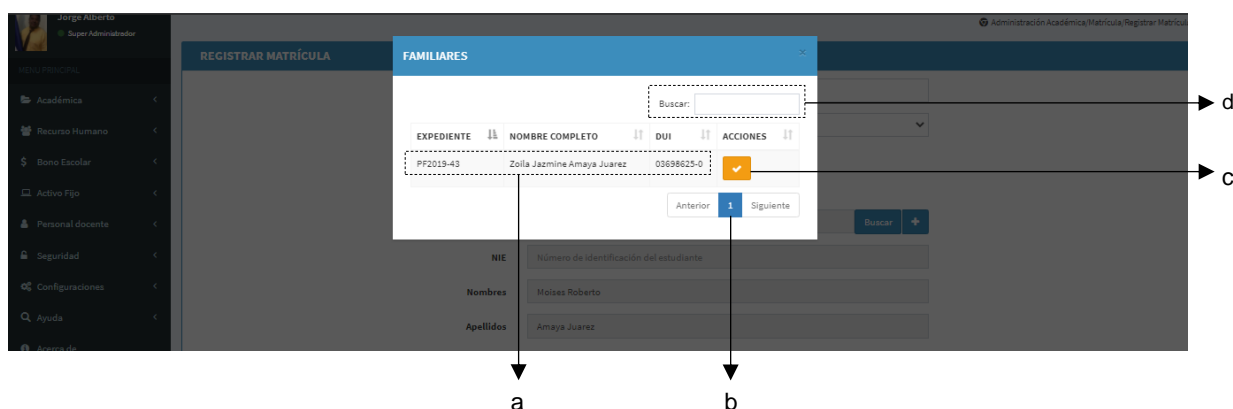 Jorge Alberto
Super Administrador
Administración Académica/Matrícula/Registrar Matrícul
MENÚ PRINCIPAL
Académica
Recurso Humano
Bono Escolar
Activo Fijo
Personal docente
Seguridad
Configuraciones
Ayuda
Acerca de
REGISTRAR MATRÍCULA
FAMILIARES
×
Buscar:
d
EXPEDIENTE NOMBRE COMPLETO DUI ACCIONES
PF2019-43 Zoila Jazmine Amaya Juarez 03698625-0
c
Anterior 1 Siguiente
Buscar +
NIE Número de identificación del estudiante
Nombres Moises Roberto
Apellidos Amaya Juarez
a b